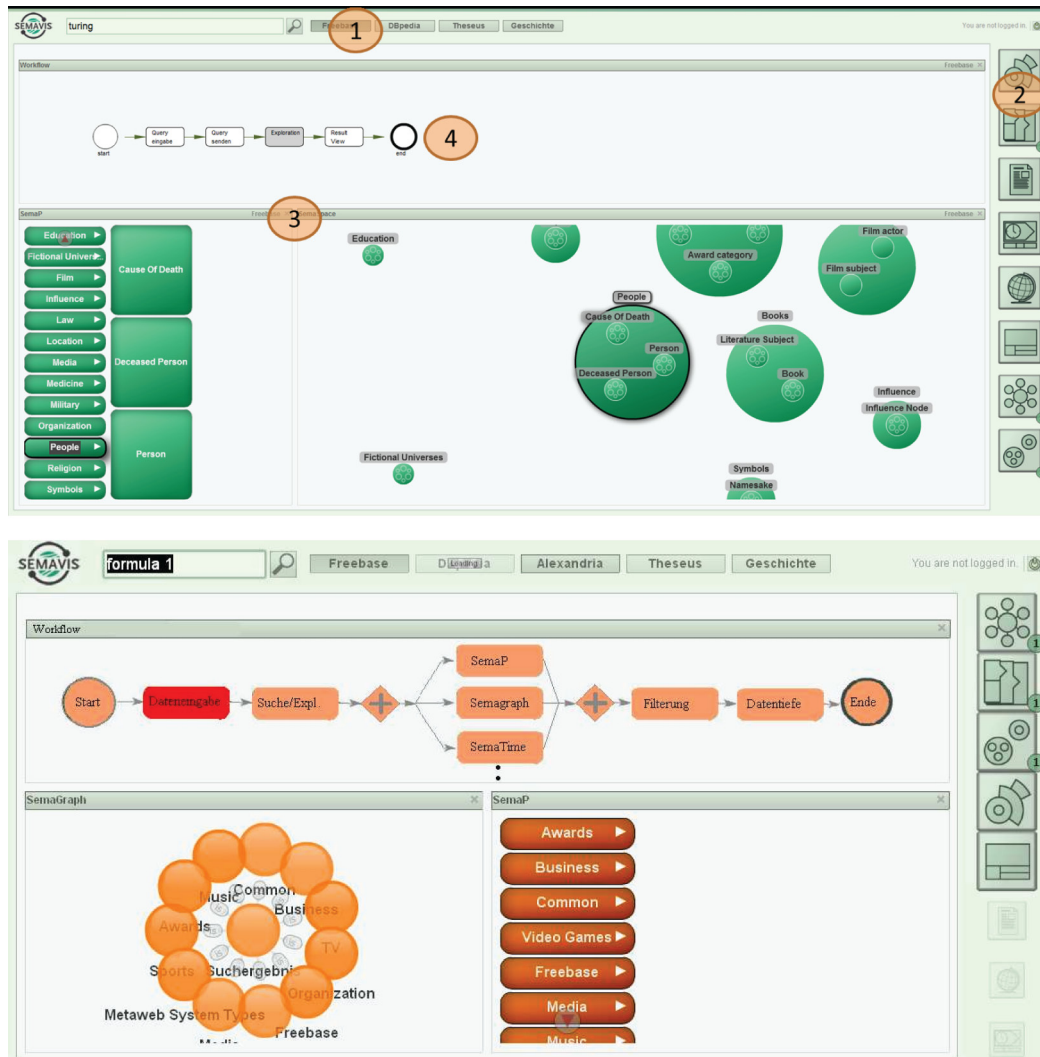 SEMAVIS
turing
1
DBpedia
Theseus
Geschichte
You are not logged in.
Workflow
Freebase
2
start
Query
eingabe
Query
senden
Exploration
Result
View
end
4
SemaP
3
Freebase
Education
Fictional Universes
Film
Influence
Law
Location
Media
Medicine
Military
Organization
People
Religion
Symbols
Cause Of Death
Deceased Person
Person
Education
Award category
Film actor
Film subject
People
Cause Of Death
Person
Deceased Person
Books
Literature Subject
Book
Influence
Influence Node
Fictional Universes
Symbols
Namesake
SEMAVIS
formula 1
Freebase
Loading
Alexandria
Theseus
Geschichte
You are not logged in.
Workflow
Start
Dateneingabe
Suche/Expl.
SemaP
Semagraph
SemaTime
Filterung
Datentiefe
Ende
1
1
1
SemaGraph
Common
Music
Business
Awards
TV
Sports
Suchergebnis
Organization
Metaweb System Types
Freebase
Media
SemaP
Awards
Business
Common
Video Games
Freebase
Media
Music